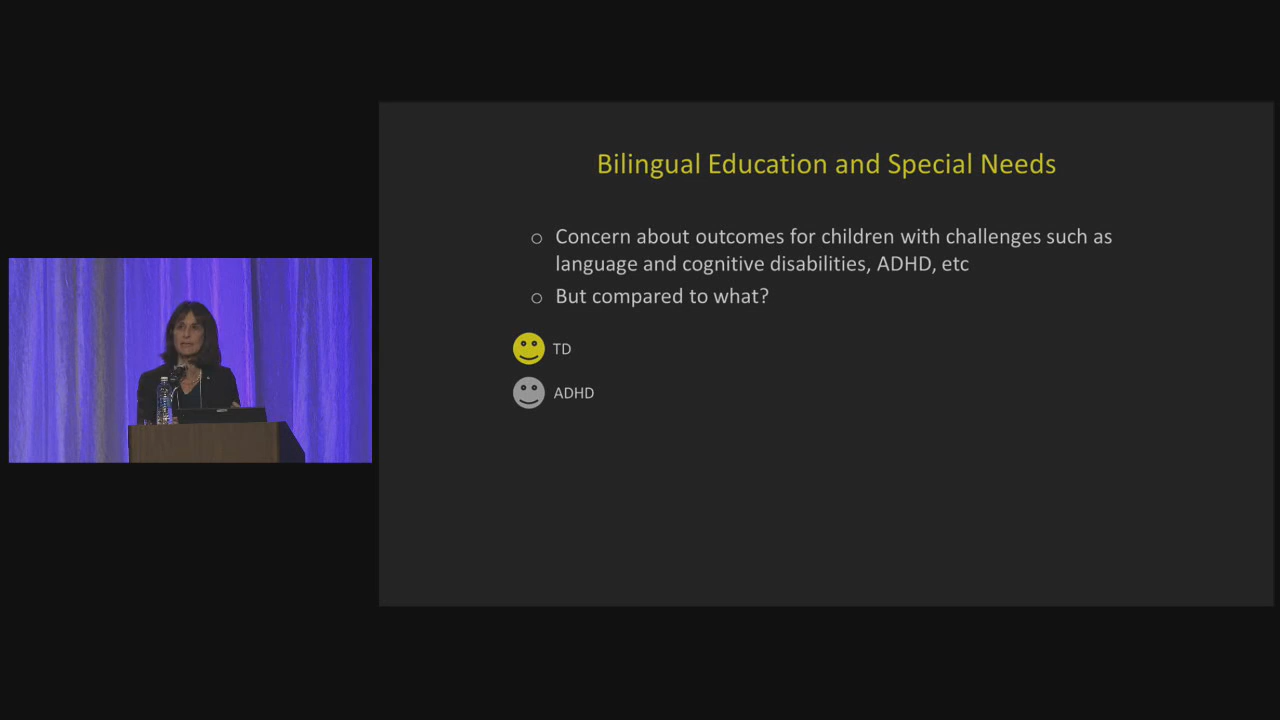 Bilingual Education and Special Needs
Concern about outcomes for children with challenges such as
language and cognitive disabilities, ADHD, etc
But compared to what?
TD
ADHD